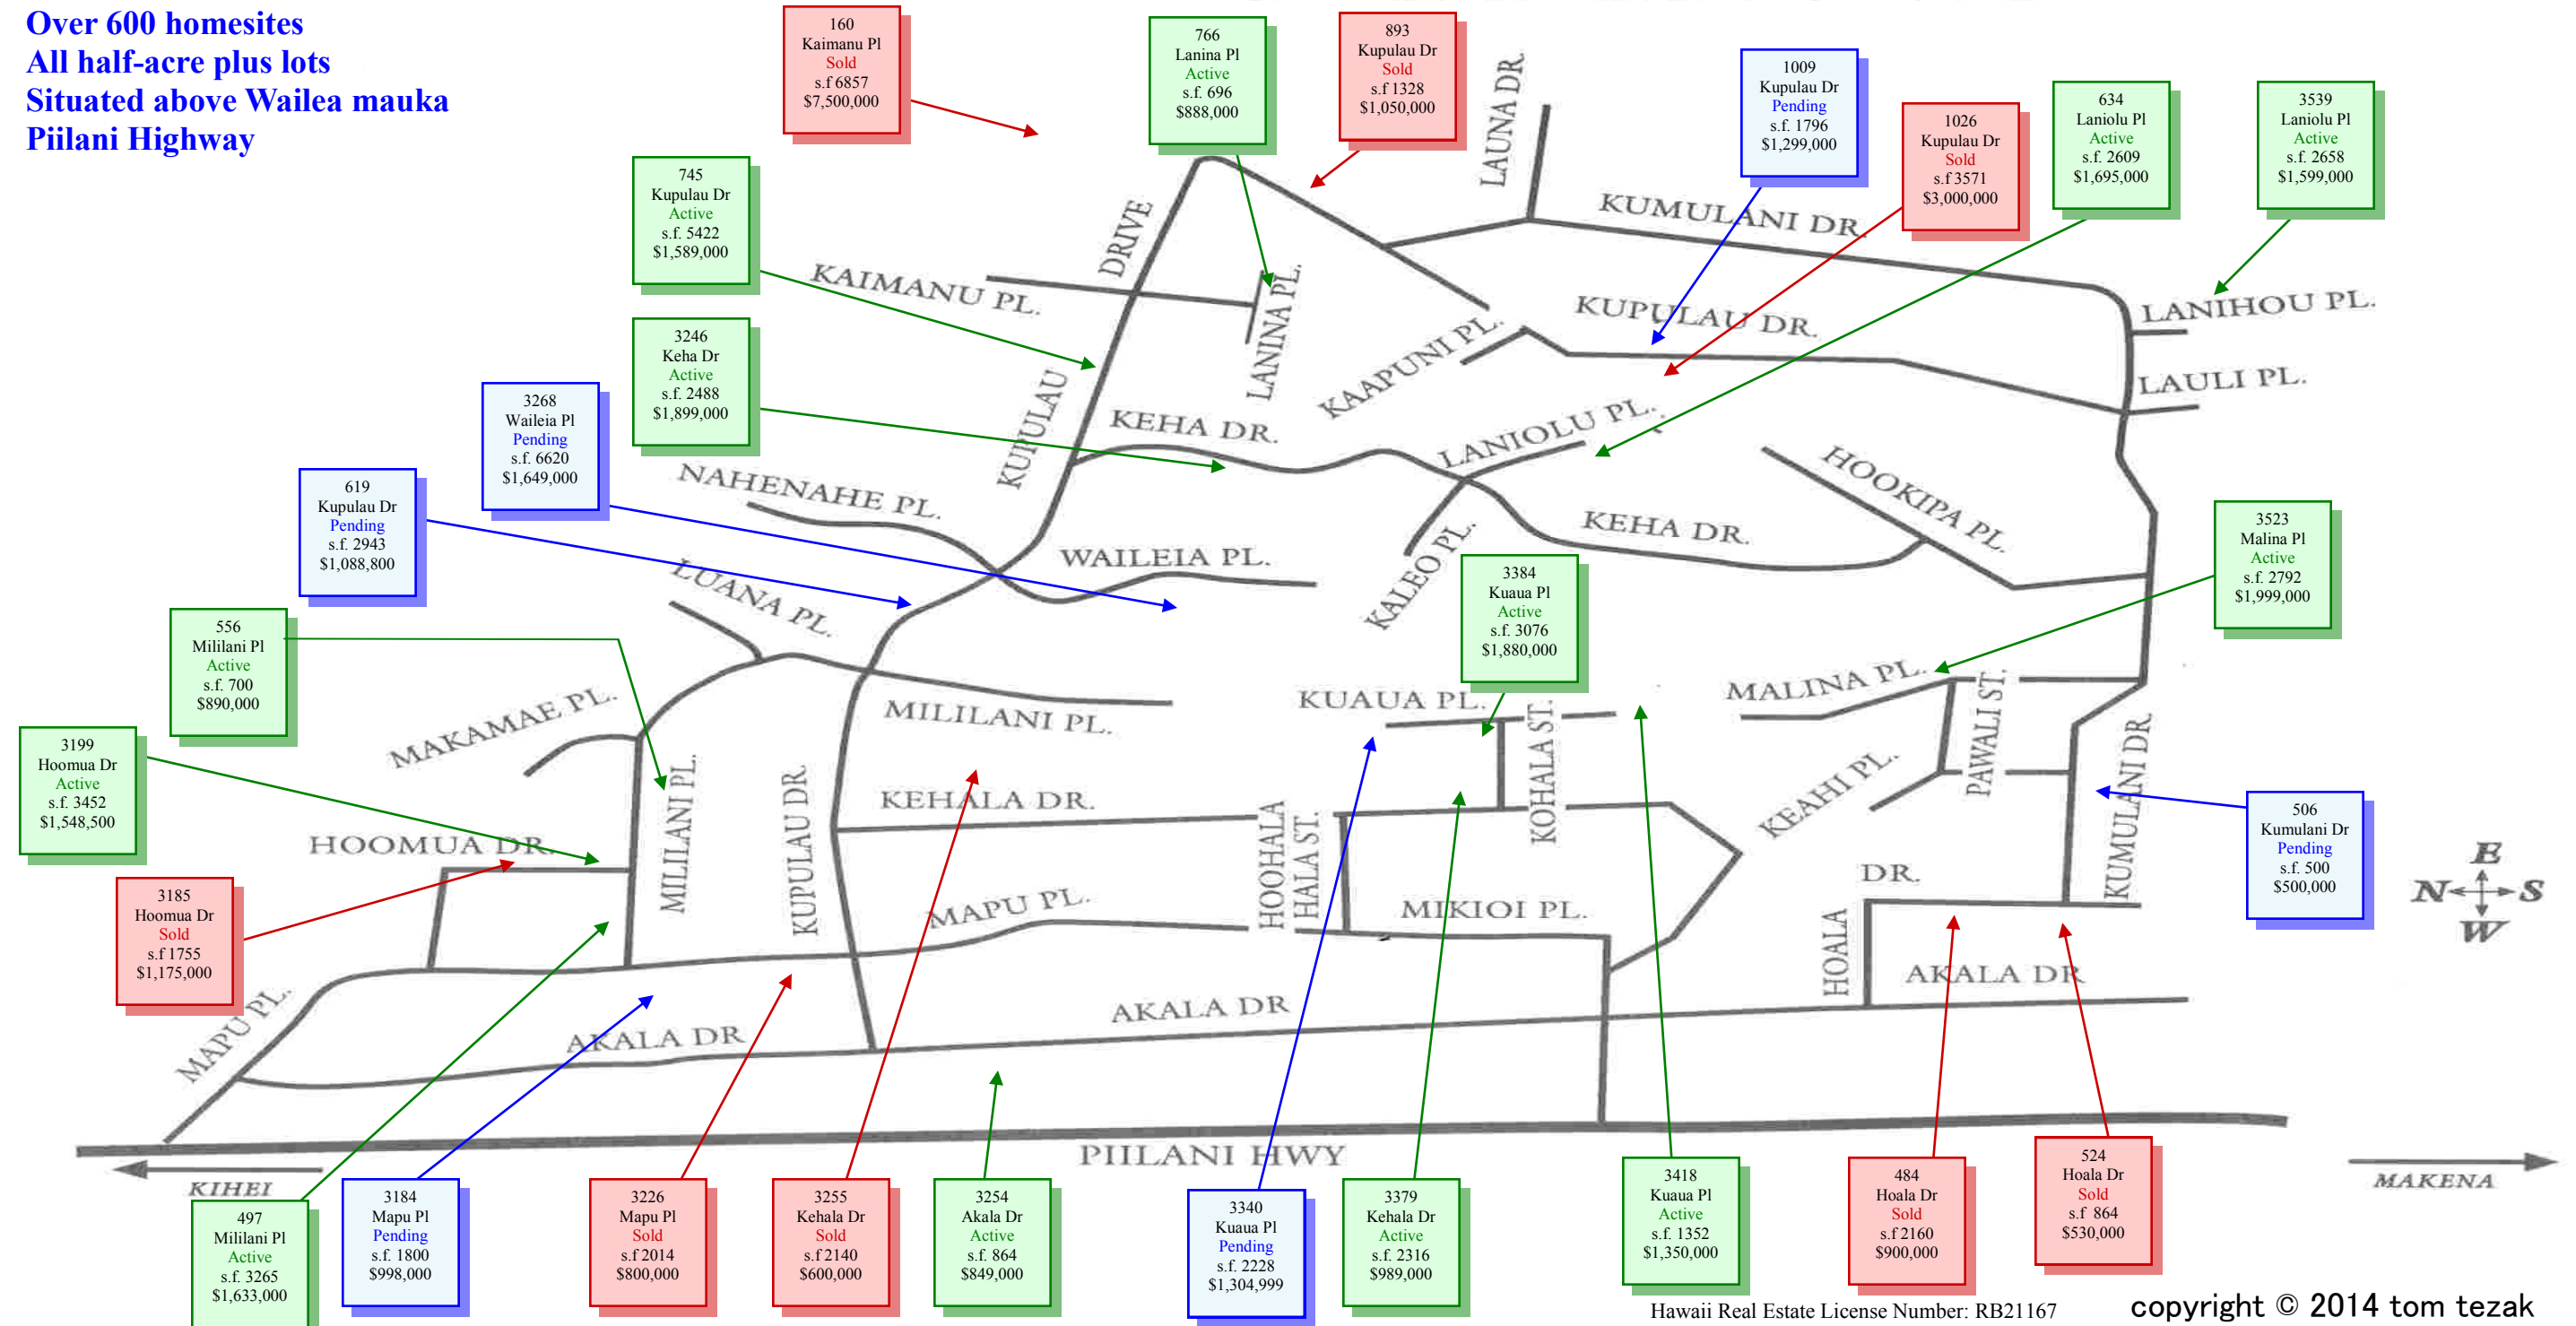 Over 600 homesites
All half-acre plus lots
Situated above Wailea mauka
Piilani Highway
160
Kaimanu Pl
Sold
s.f 6857
$7,500,000
766
Lanina Pl
Active
s.f. 696
$888,000
893
Kupulau Dr
Sold
s.f 1328
$1,050,000
1009
Kupulau Dr
Pending
s.f. 1796
$1,299,000
1026
Kupulau Dr
Sold
s.f 3571
$3,000,000
634
Laniolu Pl
Active
s.f. 2609
$1,695,000
3539
Laniolu Pl
Active
s.f. 2658
$1,599,000
745
Kupulau Dr
Active
s.f. 5422
$1,589,000
3246
Keha Dr
Active
s.f. 2488
$1,899,000
3268
Waileia Pl
Pending
s.f. 6620
$1,649,000
619
Kupulau Dr
Pending
s.f. 2943
$1,088,800
556
Mililani Pl
Active
s.f. 700
$890,000
3199
Hoomua Dr
Active
s.f. 3452
$1,548,500
3185
Hoomua Dr
Sold
s.f 1755
$1,175,000
3384
Kuaua Pl
Active
s.f. 3076
$1,880,000
3523
Malina Pl
Active
s.f. 2792
$1,999,000
506
Kumulani Dr
Pending
s.f. 500
$500,000
LAUNA DR.
KUMULANI DR.
DRIVE
KAIMANU PL.
LANINA PL.
KUPULAU DR.
KAAPUNI PL.
LANIHOU PL.
LAULI PL.
KUPULAU
KEHA DR.
LANIOLU PL.
HOOKIPA PL.
NAHENAHE PL.
WAILEIA PL.
KEHA DR.
KALEO PL.
LUANA PL.
MAKAMAE PL.
MILILANI PL.
KUAUA PL.
MALINA PL.
PAWALI ST.
KOHALA ST.
KEAHI PL.
KUMULANI DR.
MILILANI PL.
KUPULAU DR.
KEHALA DR.
HOOHALA
HALA ST.
HOOMUA DR.
MAPU PL.
MIKIOI PL.
HOALA
DR.
AKALA DR
MAPU PL.
AKALA DR
AKALA DR
E
N
S
W
PIILANI HWY
KIHEI
MAKENA
497
Mililani Pl
Active
s.f. 3265
$1,633,000
3184
Mapu Pl
Pending
s.f. 1800
$998,000
3226
Mapu Pl
Sold
s.f 2014
$800,000
3255
Kehala Dr
Sold
s.f 2140
$600,000
3254
Akala Dr
Active
s.f. 864
$849,000
3340
Kuaua Pl
Pending
s.f. 2228
$1,304,999
3379
Kehala Dr
Active
s.f. 2316
$989,000
3418
Kuaua Pl
Active
s.f. 1352
$1,350,000
484
Hoala Dr
Sold
s.f 2160
$900,000
524
Hoala Dr
Sold
s.f 864
$530,000
Hawaii Real Estate License Number: RB21167
copyright © 2014 tom tezak